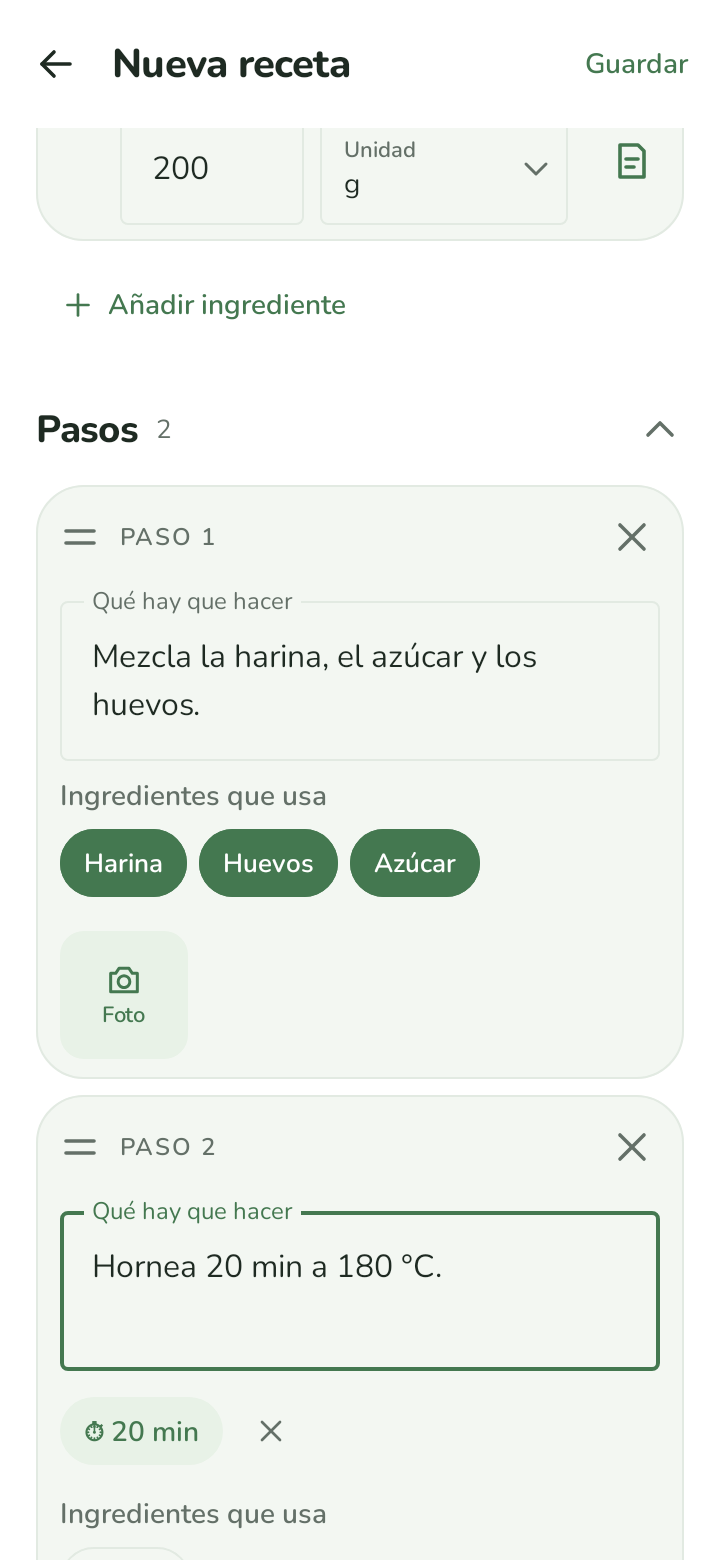 Nueva receta
Guardar
200
Unidad
g
Añadir ingrediente
Pasos 2
PASO 1
Qué hay que hacer
Mezcla la harina, el azúcar y los
huevos.
Ingredientes que usa
Harina Huevos Azúcar
Foto
PASO 2
Qué hay que hacer
Hornea 20 min a 180 °C.
⏱ 20 min
Ingredientes que usa